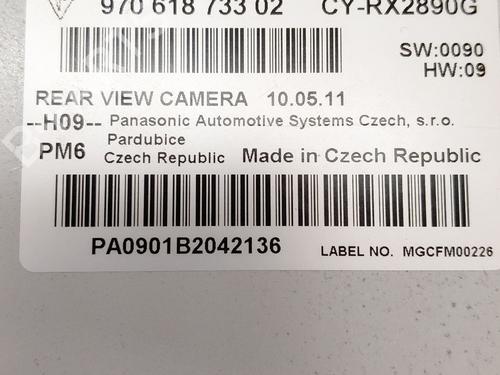 970 618 733 02 CY-RX2890G
SW:0090
HW:09
REAR VIEW CAMERA 10.05.11
--H09-- Panasonic Automotive Systems Czech, s.r.o.
Pardubice
PM6 Czech Republic Made in Czech Republic
PA0901B2042136 LABEL NO. MGCFM00226